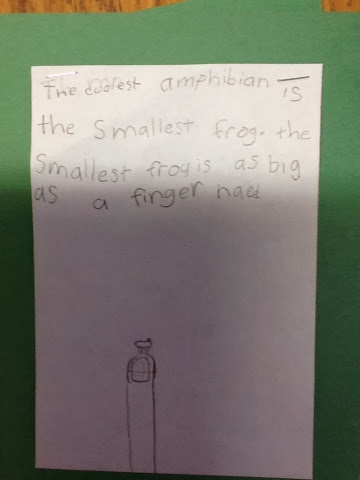 The coolest amphibian is
the smallest frog. the
Smallest frog is as big
as a finger nael